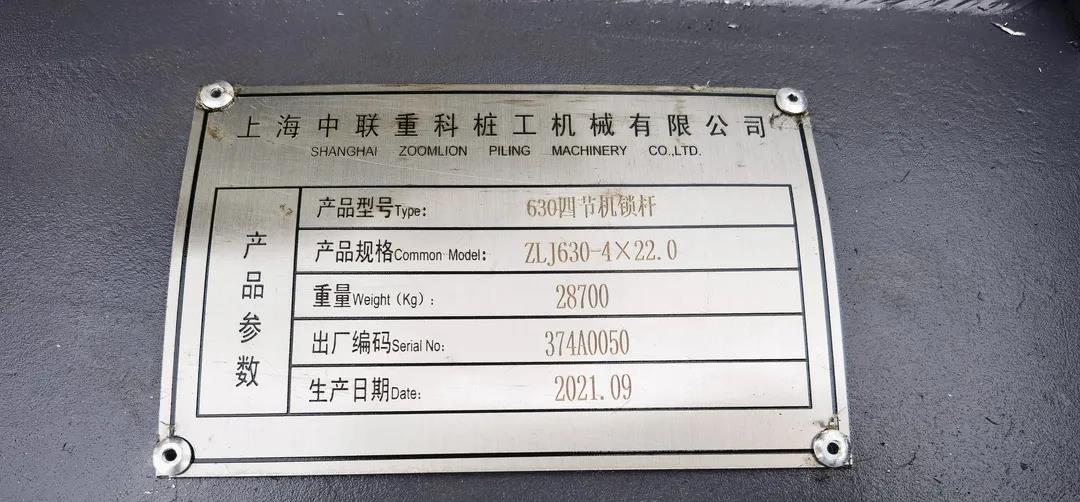 上海中联重科桩工机械有限公司
SHANGHAI ZOOMLION PILING MACHINERY CO.,LTD.
产品参数
产品型号Type: 630四节机锁杆
产品规格Common Model: ZLJ630-4×22.0
重量Weight (Kg) : 28700
出厂编码Serial No: 374A0050
生产日期Date: 2021.09